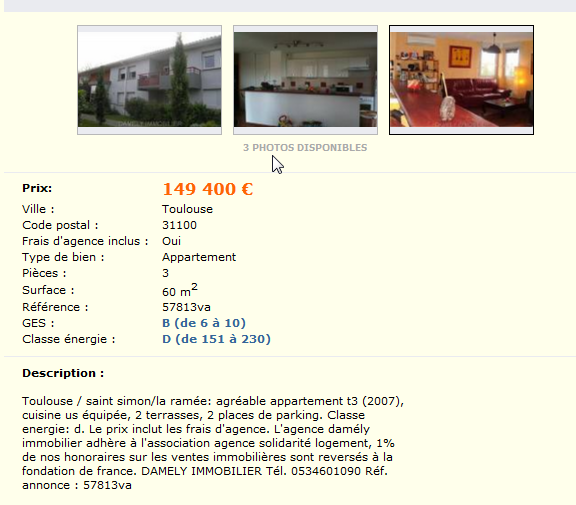 DAMELY IMMOBILIER
3 PHOTOS DISPONIBLES
Prix: 149 400 €
Ville : Toulouse
Code postal : 31100
Frais d'agence inclus : Oui
Type de bien : Appartement
Pièces : 3
Surface : 60 m2
Référence : 57813va
GES : B (de 6 à 10)
Classe énergie : D (de 151 à 230)
Description :
Toulouse / saint simon/la ramée: agréable appartement t3 (2007),
cuisine us équipée, 2 terrasses, 2 places de parking. Classe
energie: d. Le prix inclut les frais d'agence. L'agence damély
immobilier adhère à l'association agence solidarité logement, 1%
de nos honoraires sur les ventes immobilières sont reversés à la
fondation de france. DAMELY IMMOBILIER Tél. 0534601090 Réf.
annonce : 57813va